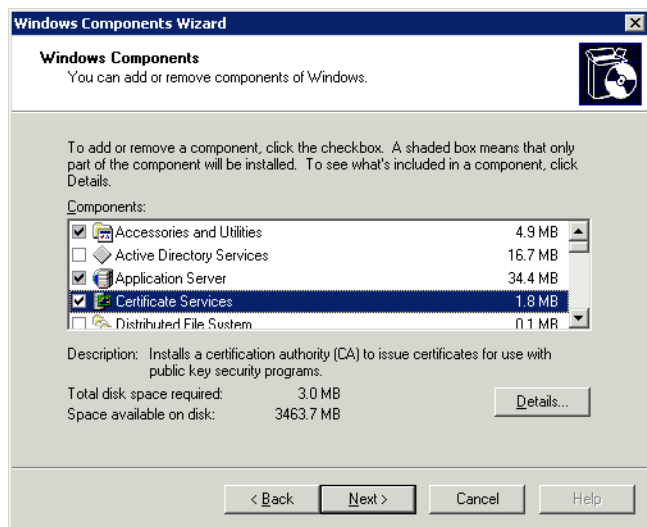 Windows Components Wizard
Windows Components
You can add or remove components of Windows.
To add or remove a component, click the checkbox. A shaded box means that only
part of the component will be installed. To see what's included in a component, click
Details.
Components:
Accessories and Utilities 4.9 MB
Active Directory Services 16.7 MB
Application Server 34.4 MB
Certificate Services 1.8 MB
Distributed File System 0.1 MB
Description: Installs a certification authority (CA) to issue certificates for use with
public key security programs.
Total disk space required: 3.0 MB
Space available on disk: 3463.7 MB
Details...
< Back Next > Cancel Help